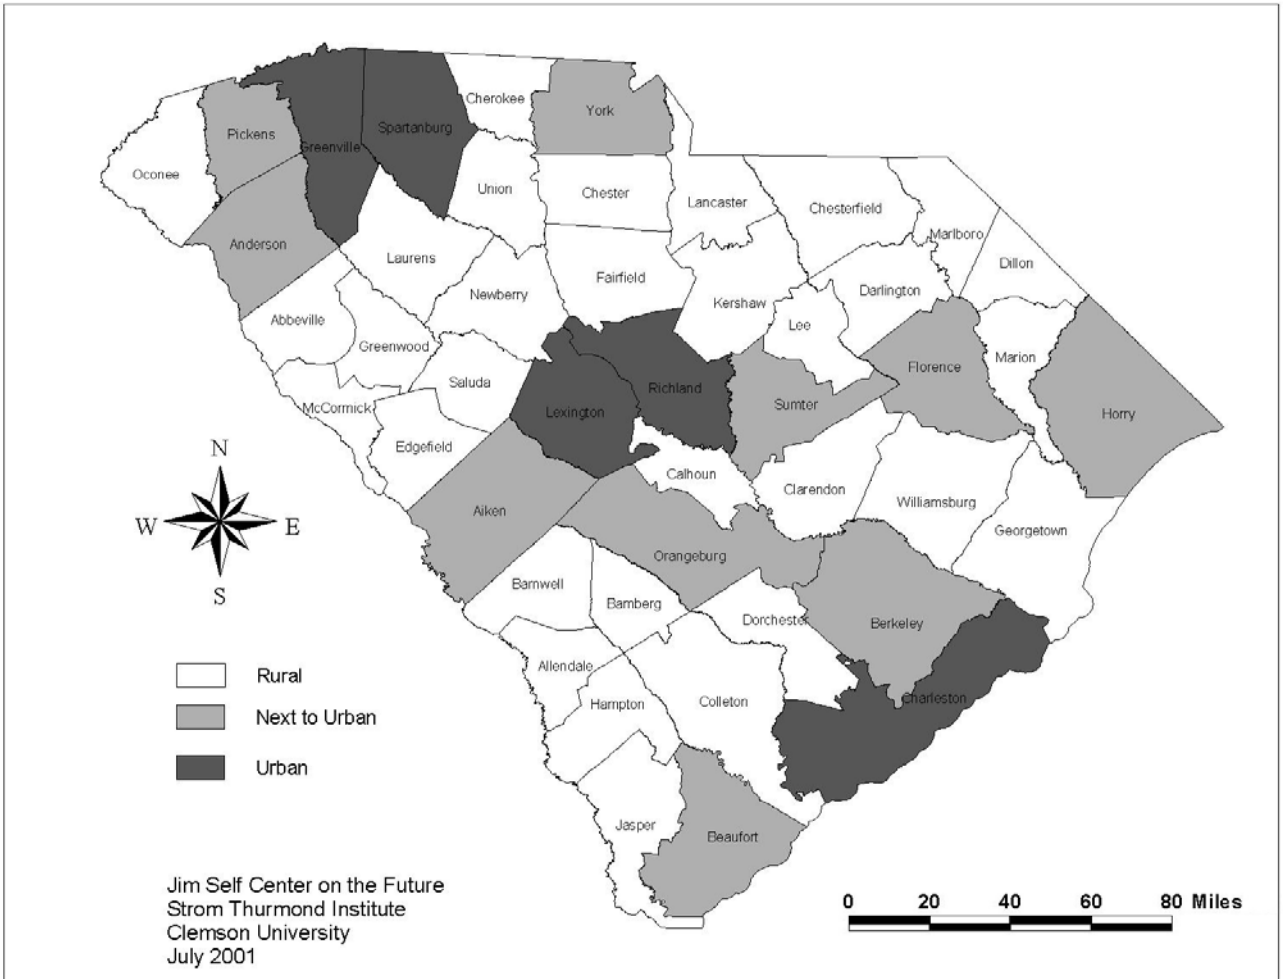 Cherokee
York
Pickens
Spartanburg
Greenville
Oconee
Union
Chester
Lancaster
Chesterfield
Marlboro
Anderson
Laurens
Dillon
Fairfield
Newberry
Darlington
Kershaw
Abbeville
Lee
Greenwood
Marion
Florence
Saluda
Richland
McCormick
Lexington
Sumter
Horry
Edgefield
Calhoun
Clarendon
Williamsburg
Aiken
Georgetown
Orangeburg
Barnwell
Bamberg
Dorchester
Berkeley
Allendale
Hampton
Colleton
Charleston
Jasper
Beaufort
N
W E
S
Rural
Next to Urban
Urban
Jim Self Center on the Future
Strom Thurmond Institute
Clemson University
July 2001
0 20 40 60 80 Miles